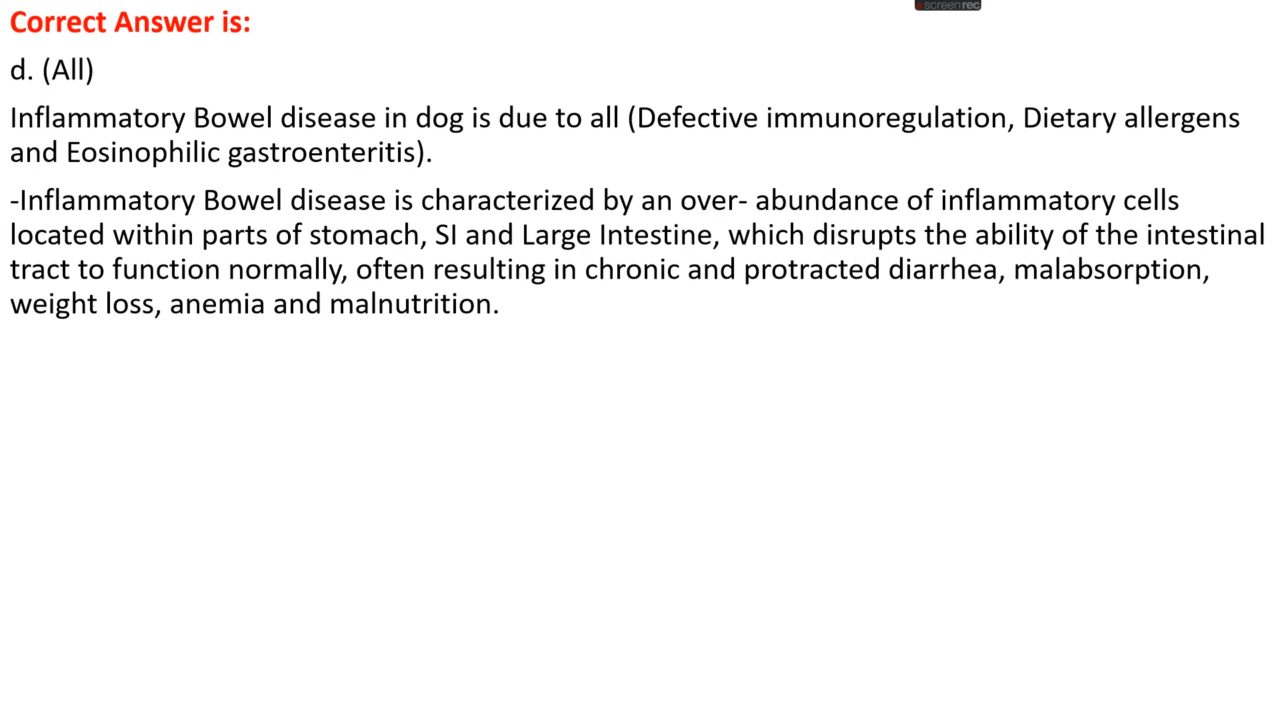 screenrec
Correct Answer is:
d. (All)
Inflammatory Bowel disease in dog is due to all (Defective immunoregulation, Dietary allergens
and Eosinophilic gastroenteritis).
-Inflammatory Bowel disease is characterized by an over- abundance of inflammatory cells
located within parts of stomach, SI and Large Intestine, which disrupts the ability of the intestinal
tract to function normally, often resulting in chronic and protracted diarrhea, malabsorption,
weight loss, anemia and malnutrition.